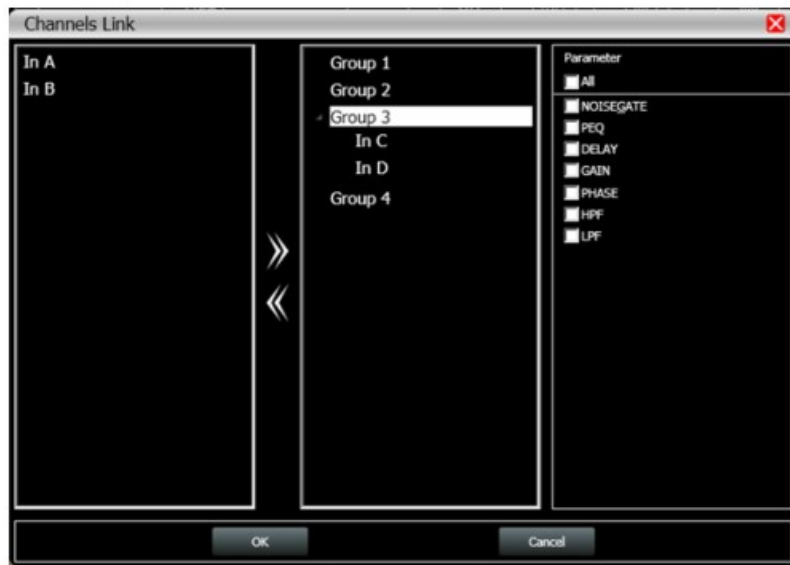 Channels Link
In A
In B
Group 1
Group 2
Group 3
In C
In D
Group 4
Parameter
All
NOISEGATE
PEQ
DELAY
GAIN
PHASE
HPF
LPF
OK
Cancel